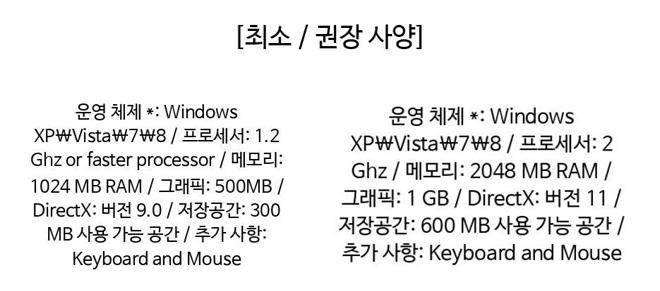 [최소 / 권장 사양]
운영 체제 *: Windows
XP₩Vista₩7₩8 / 프로세서: 1.2
Ghz or faster processor / 메모리:
1024 MB RAM / 그래픽: 500MB /
DirectX: 버전 9.0 / 저장공간: 300
MB 사용 가능 공간 / 추가 사항:
Keyboard and Mouse
운영 체제 *: Windows
XP₩Vista₩7₩8 / 프로세서: 2
Ghz / 메모리: 2048 MB RAM /
그래픽: 1 GB / DirectX: 버전 11 /
저장공간: 600 MB 사용 가능 공간 /
추가 사항: Keyboard and Mouse